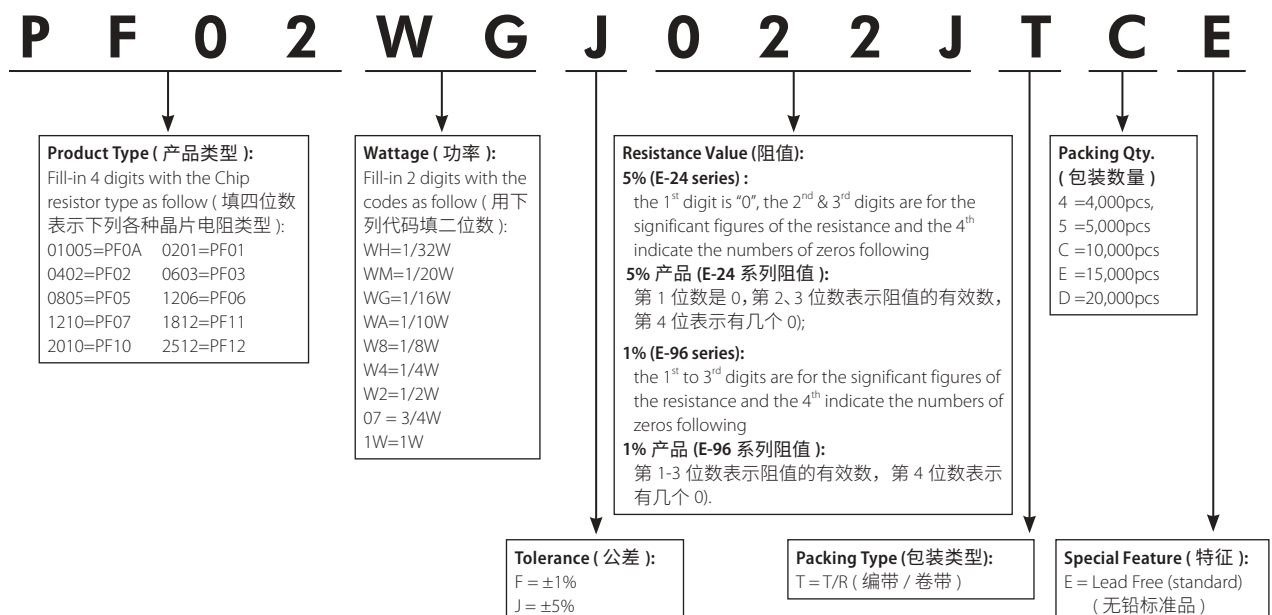 P F 0 2 W G J 0 2 2 J T C E
Product Type ( 产品类型 ):
Fill-in 4 digits with the Chip
resistor type as follow ( 填四位数
表示下列各种晶片电阻类型 ):
01005=PF0A 0201=PF01
0402=PF02 0603=PF03
0805=PF05 1206=PF06
1210=PF07 1812=PF11
2010=PF10 2512=PF12
Wattage ( 功率 ):
Fill-in 2 digits with the
codes as follow ( 用下
列代码填二位数 ):
WH=1/32W
WM=1/20W
WG=1/16W
WA=1/10W
W8=1/8W
W4=1/4W
W2=1/2W
07 = 3/4W
1W=1W
Resistance Value (阻值):
5% (E-24 series) :
the 1st digit is “0”, the 2nd & 3rd digits are for the
significant figures of the resistance and the 4th
indicate the numbers of zeros following
5% 产品 (E-24 系列阻值 ):
第 1 位数是 0，第 2、3 位数表示阻值的有效数，
第 4 位表示有几个 0);
1% (E-96 series):
the 1st to 3rd digits are for the significant figures of
the resistance and the 4th indicate the numbers of
zeros following
1% 产品 (E-96 系列阻值 ):
第 1-3 位数表示阻值的有效数，第 4 位数表示
有几个 0).
Packing Qty.
( 包装数量 )
4 =4,000pcs,
5 =5,000pcs
C =10,000pcs
E =15,000pcs
D =20,000pcs
Tolerance ( 公差 ):
F = ±1%
J = ±5%
Packing Type (包装类型):
T = T/R ( 编带 / 卷带 )
Special Feature ( 特征 ):
E = Lead Free (standard)
( 无铅标准品 )